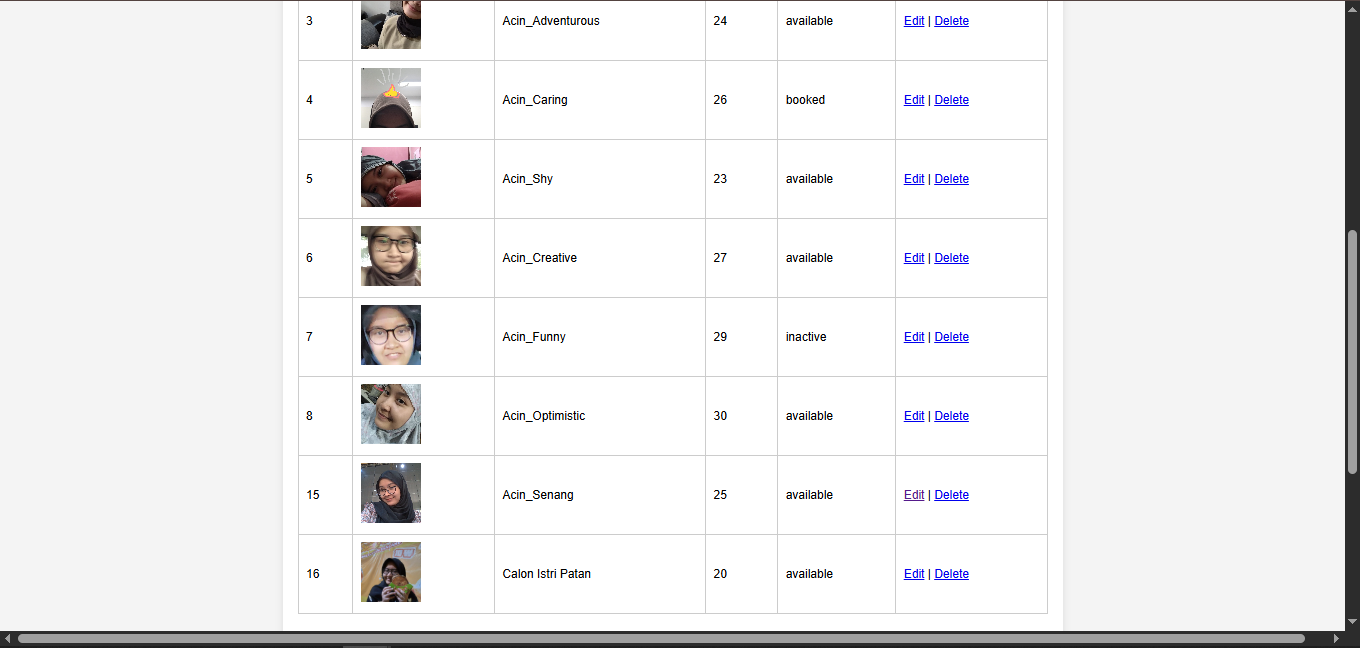 3 Acin_Adventurous 24 available Edit | Delete
4 Acin_Caring 26 booked Edit | Delete
5 Acin_Shy 23 available Edit | Delete
6 Acin_Creative 27 available Edit | Delete
7 Acin_Funny 29 inactive Edit | Delete
8 Acin_Optimistic 30 available Edit | Delete
15 Acin_Senang 25 available Edit | Delete
16 Calon Istri Patan 20 available Edit | Delete